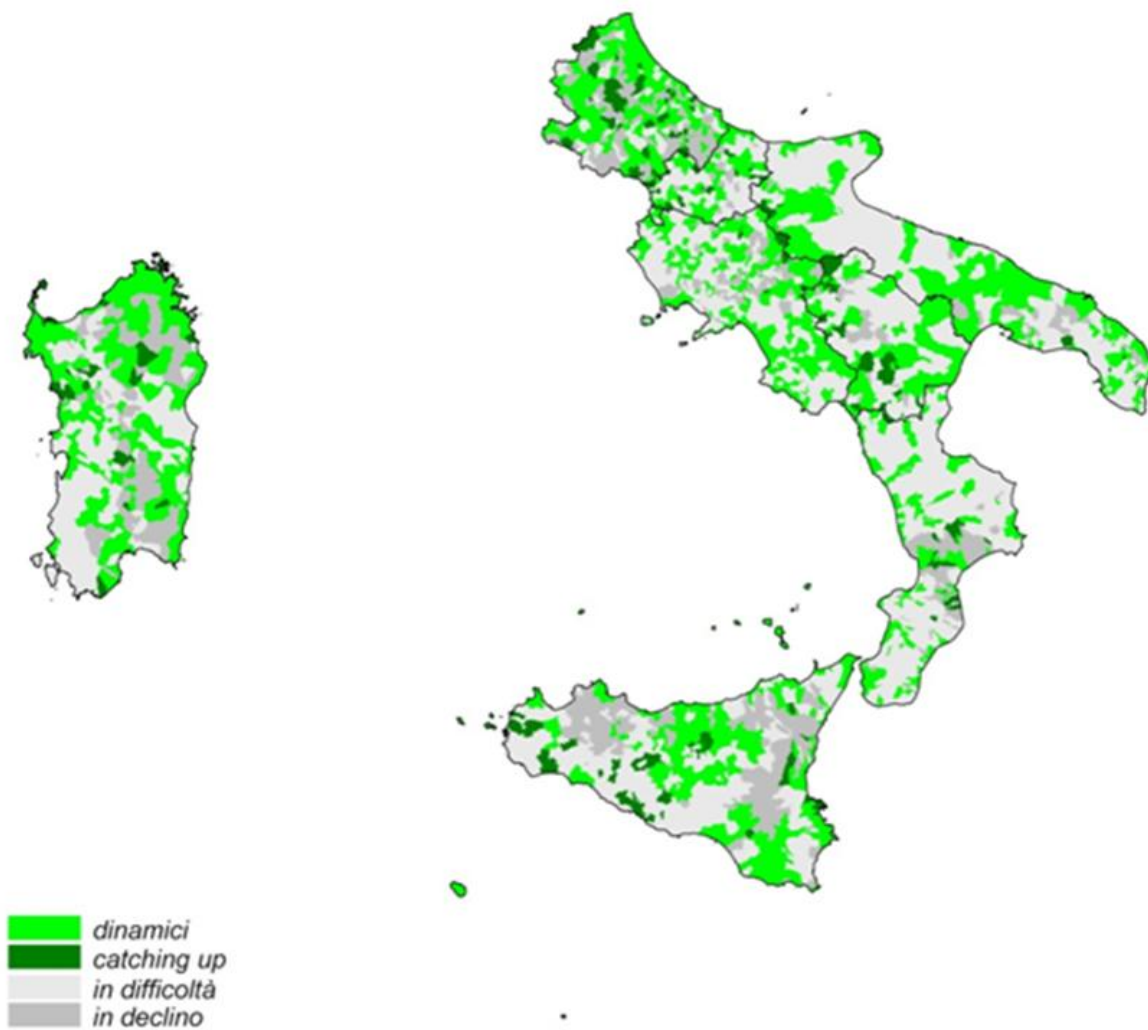 dinamici
catching up
in difficoltà
in declino